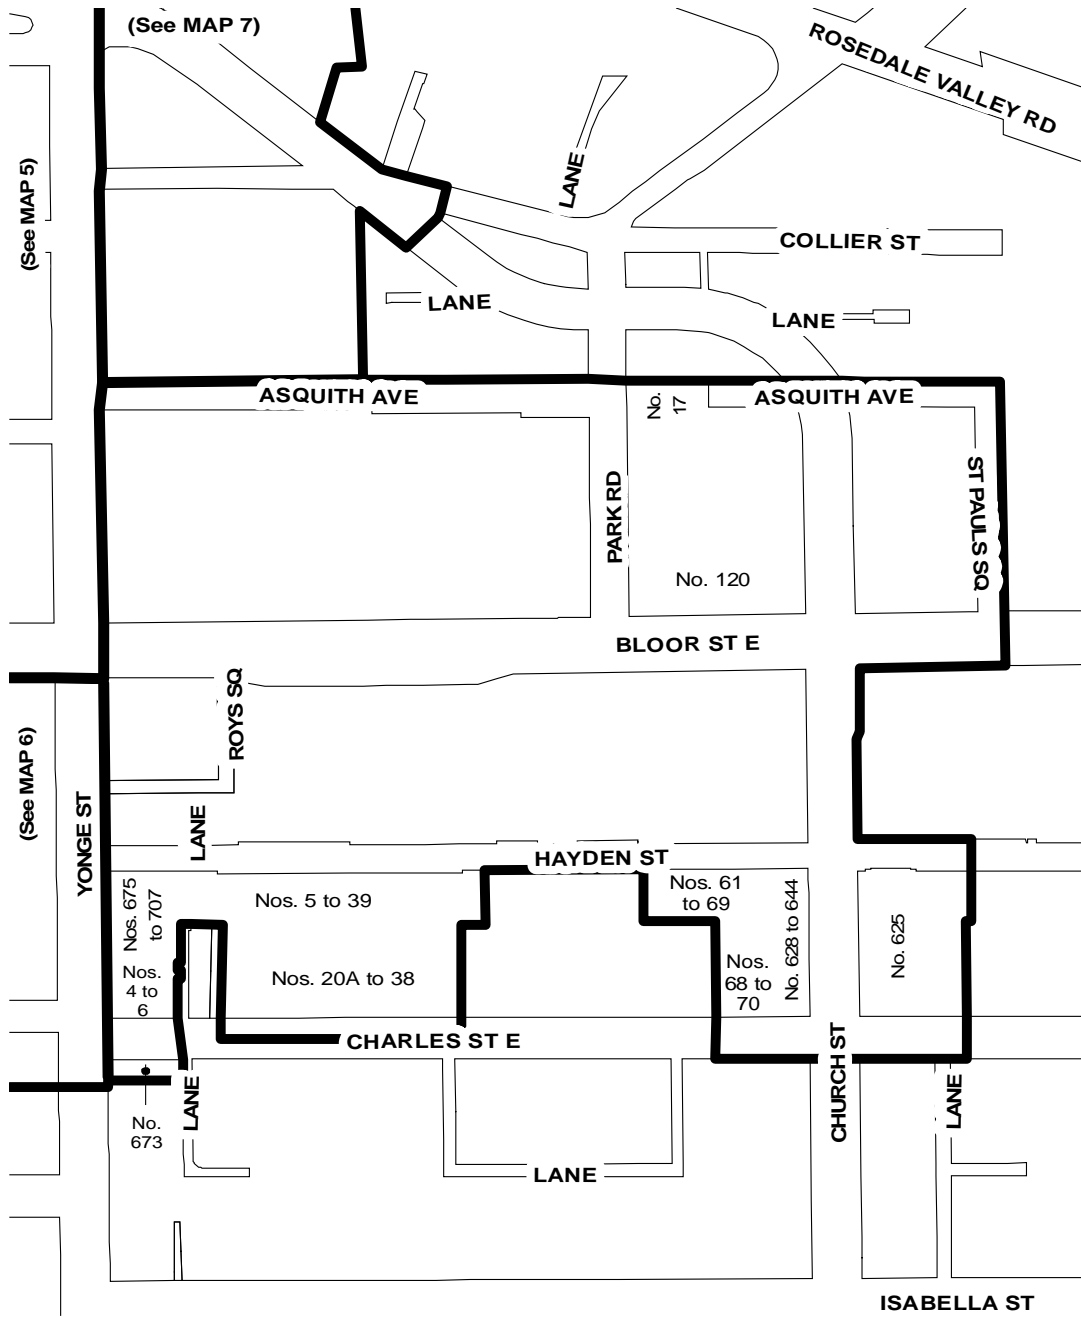 (See MAP 7)
ROSEDALE VALLEY RD
(See MAP 5)
LANE
COLLIER ST
LANE
LANE
ASQUITH AVE
No.
17
ASQUITH AVE
PARK RD
ST PAULS SQ
No. 120
BLOOR ST E
ROYS SQ
(See MAP 6)
YONGE ST
LANE
HAYDEN ST
Nos. 675
to 707
Nos. 5 to 39
Nos. 61
to 69
No. 628 to 644
No. 625
Nos.
4 to
6
Nos. 20A to 38
Nos.
68 to
70
CHARLES ST E
CHURCH ST
LANE
LANE
No.
673
LANE
ISABELLA ST